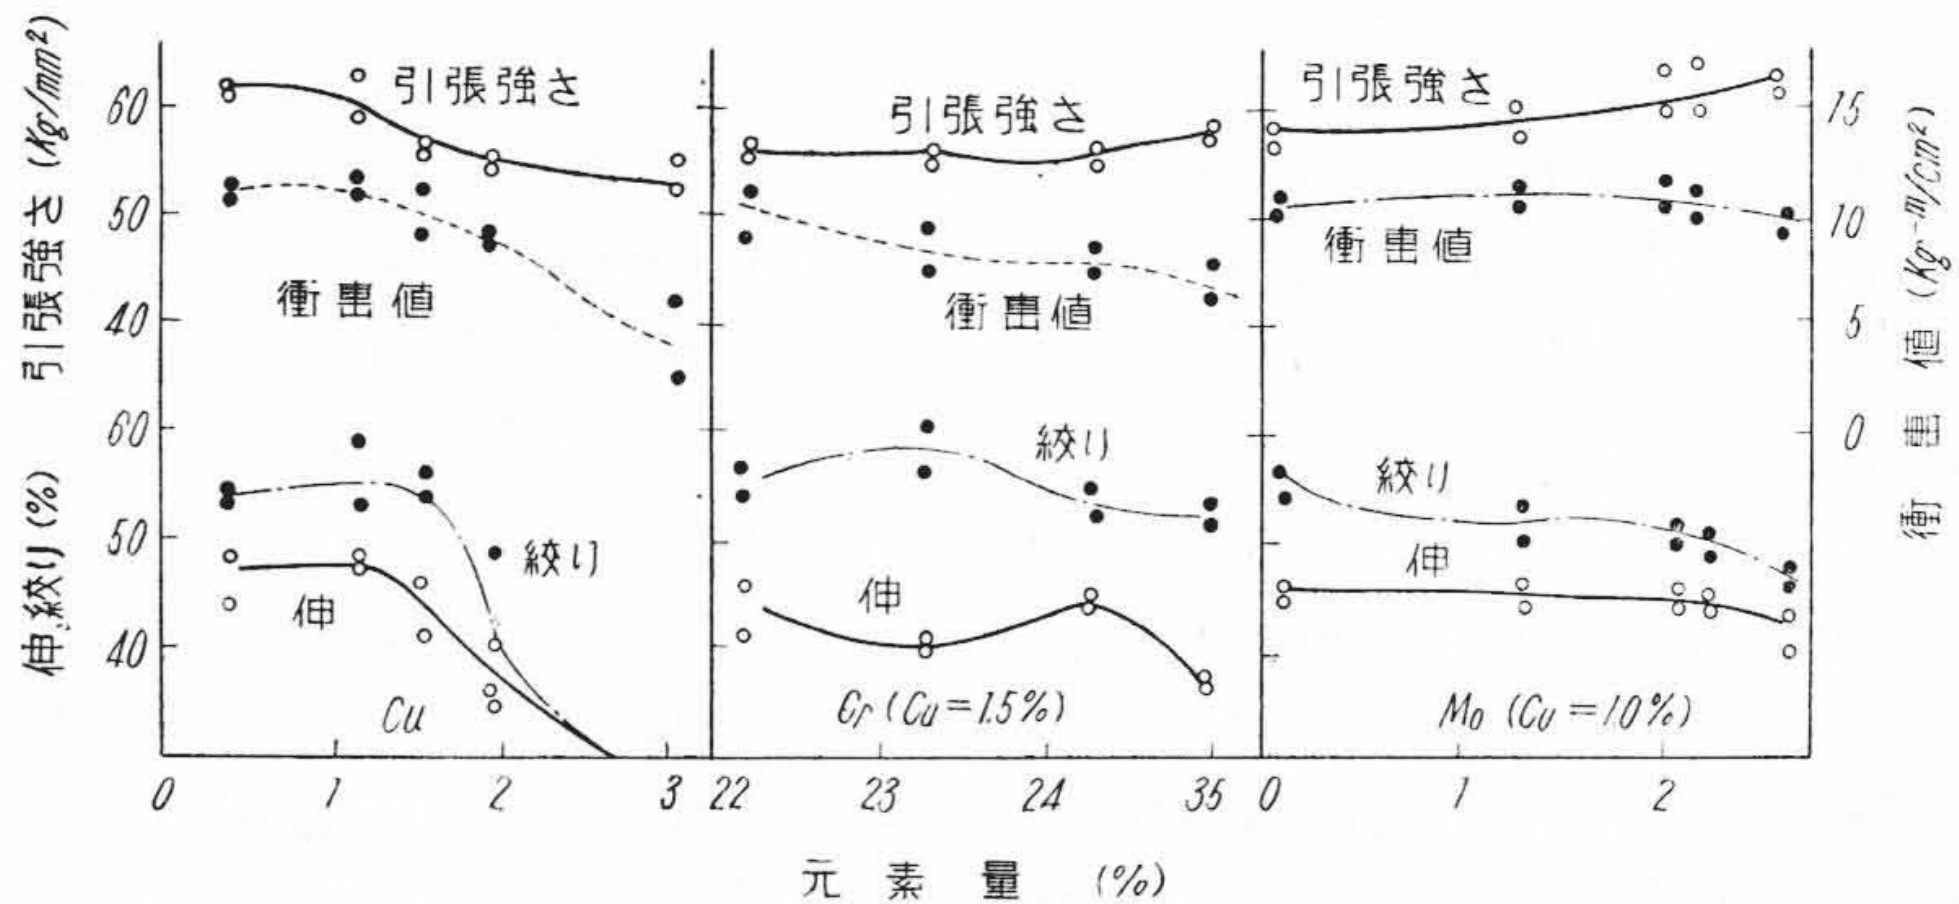 引張強さ (Kg/mm²)
60
50
40
伸, 絞り (%)
60
50
40
引張強さ
衝撃値
絞り
伸
Cu
0 1 2 3
引張強さ
衝撃値
絞り
伸
Cr (Cu=1.5%)
22 23 24 35
引張強さ
衝撃値
絞り
伸
Mo (Cu=1.0%)
0 1 2
15
10
5
0
衝撃値 (Kg-m/cm²)
元素量 (%)